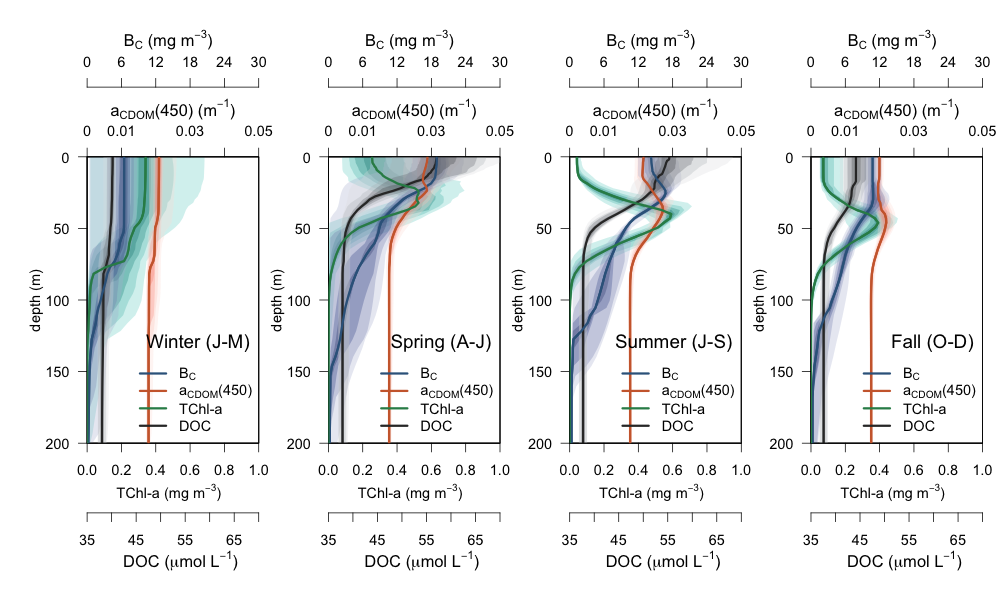 B_C (mg m⁻³) B_C (mg m⁻³) B_C (mg m⁻³) B_C (mg m⁻³)
0 6 12 18 24 30 0 6 12 18 24 30 0 6 12 18 24 30 0 6 12 18 24 30
a_CDOM(450) (m⁻¹) a_CDOM(450) (m⁻¹) a_CDOM(450) (m⁻¹) a_CDOM(450) (m⁻¹)
0 0.01 0.03 0.05 0 0.01 0.03 0.05 0 0.01 0.03 0.05 0 0.01 0.03 0.05
0 0 0 0
50 50 50 50
depth (m) depth (m) depth (m) depth (m)
100 100 100 100
Winter (J-M) Spring (A-J) Summer (J-S) Fall (O-D)
150 150 150 150
B_C B_C B_C B_C
a_CDOM(450) a_CDOM(450) a_CDOM(450) a_CDOM(450)
TChl-a TChl-a TChl-a TChl-a
DOC DOC DOC DOC
200 200 200 200
0.0 0.2 0.4 0.6 0.8 1.0 0.0 0.2 0.4 0.6 0.8 1.0 0.0 0.2 0.4 0.6 0.8 1.0 0.0 0.2 0.4 0.6 0.8 1.0
TChl-a (mg m⁻³) TChl-a (mg m⁻³) TChl-a (mg m⁻³) TChl-a (mg m⁻³)
35 45 55 65 35 45 55 65 35 45 55 65 35 45 55 65
DOC (μmol L⁻¹) DOC (μmol L⁻¹) DOC (μmol L⁻¹) DOC (μmol L⁻¹)